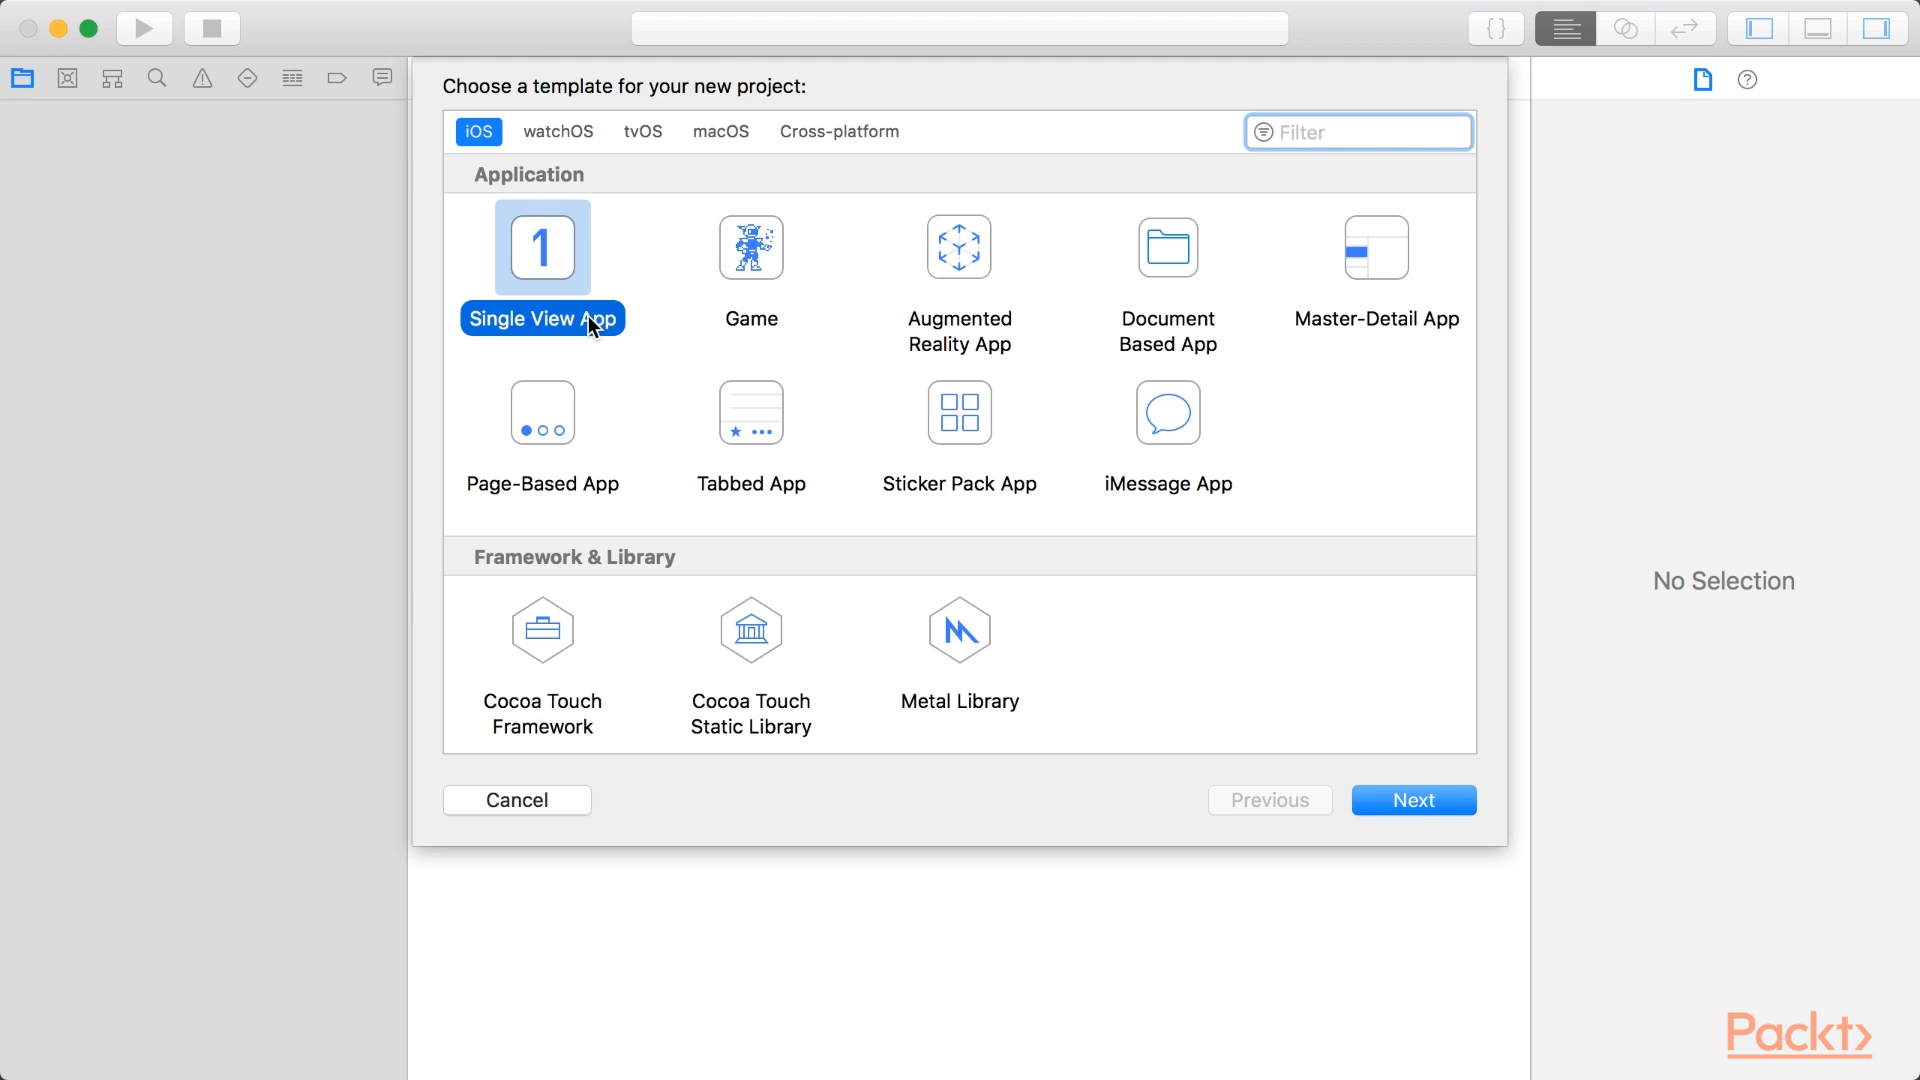 Choose a template for your new project:
iOS watchOS tvOS macOS Cross-platform Filter
Application
1
Single View App Game Augmented Reality App Document Based App Master-Detail App
Page-Based App Tabbed App Sticker Pack App iMessage App
Framework & Library
No Selection
Cocoa Touch Framework Cocoa Touch Static Library Metal Library
Cancel Previous Next
Packt